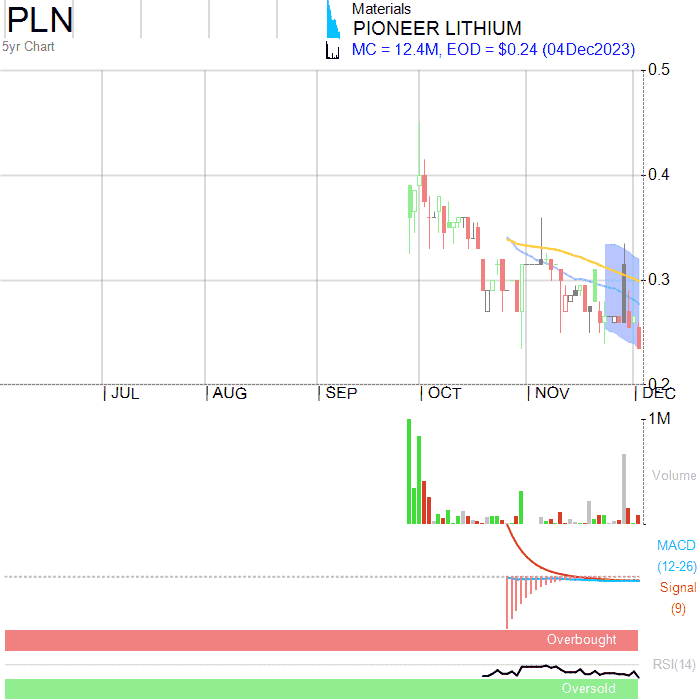 PLN
Materials
PIONEER LITHIUM
5yr Chart
MC = 12.4M, EOD = $0.24 (04Dec2023)
0.5
0.4
0.3
0.2
JUL
AUG
SEP
OCT
NOV
DEC
1M
Volume
MACD
(12-26)
Signal
(9)
Overbought
RSI(14)
Oversold